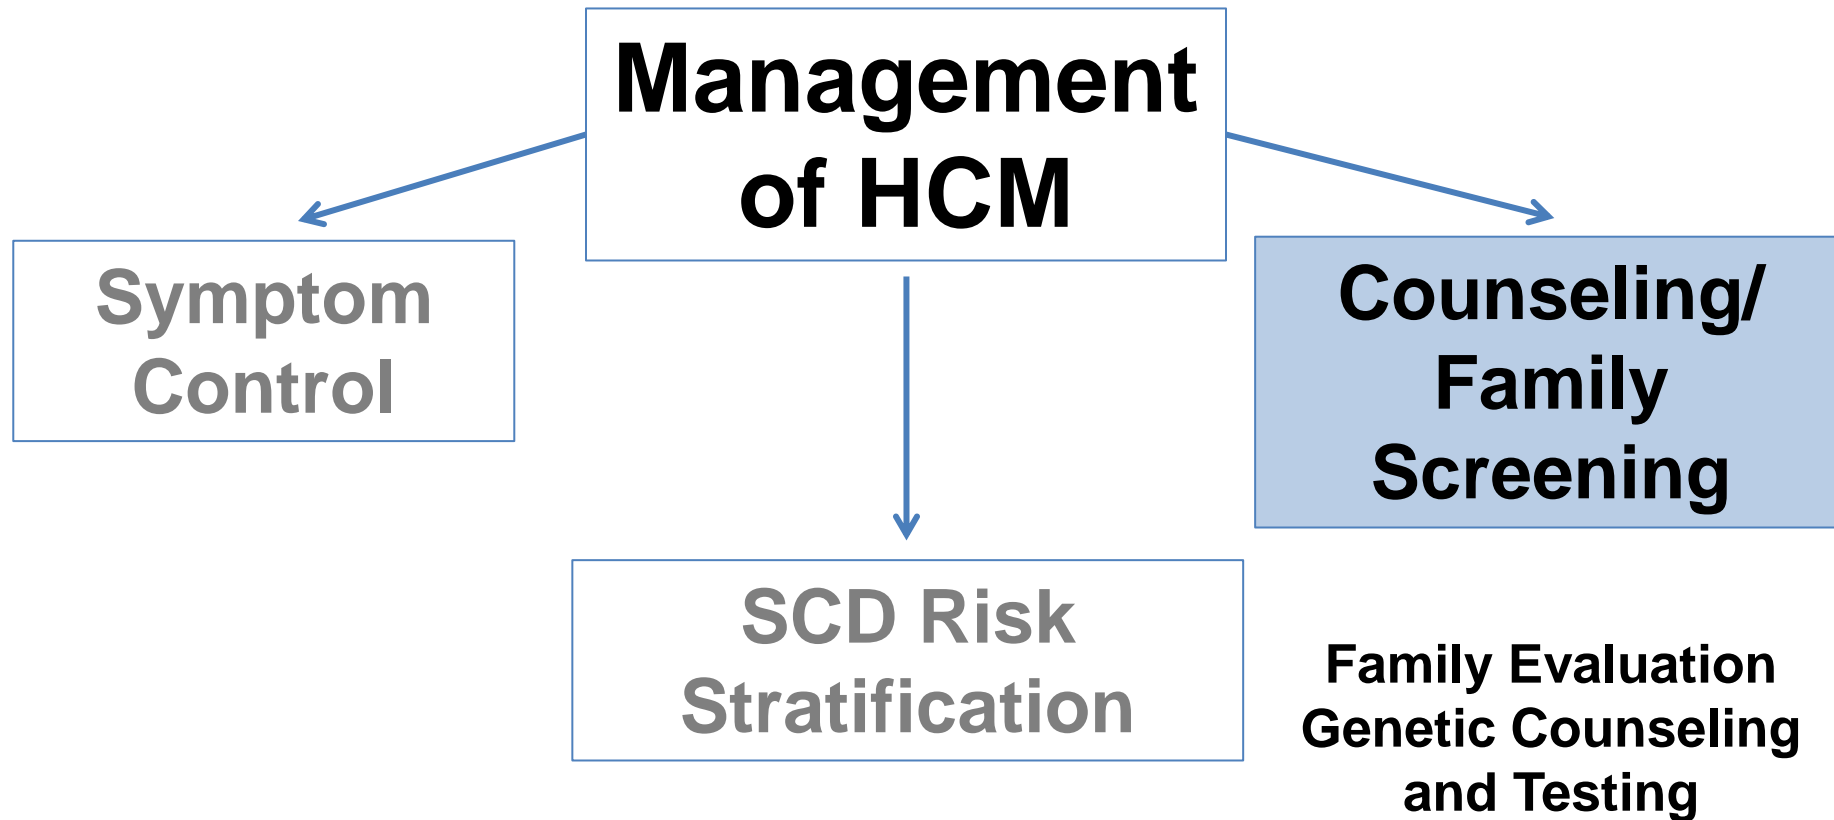 Management
of HCM
Symptom
Control
Counseling/
Family
Screening
SCD Risk
Stratification
Family Evaluation
Genetic Counseling
and Testing